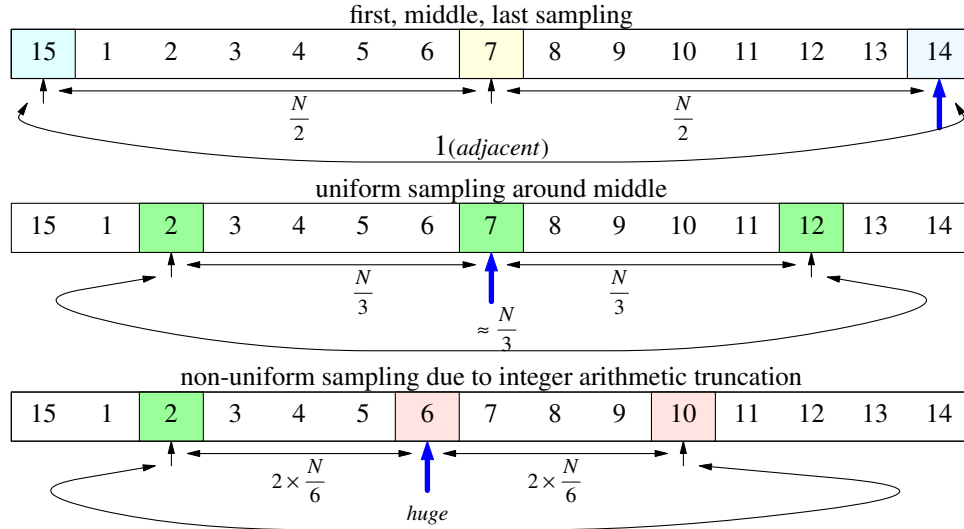 first, middle, last sampling
15 1 2 3 4 5 6 7 8 9 10 11 12 13 14
N/2 N/2
1(adjacent)
uniform sampling around middle
15 1 2 3 4 5 6 7 8 9 10 11 12 13 14
N/3 N/3
≈ N/3
non-uniform sampling due to integer arithmetic truncation
15 1 2 3 4 5 6 7 8 9 10 11 12 13 14
2 × N/6 2 × N/6
huge